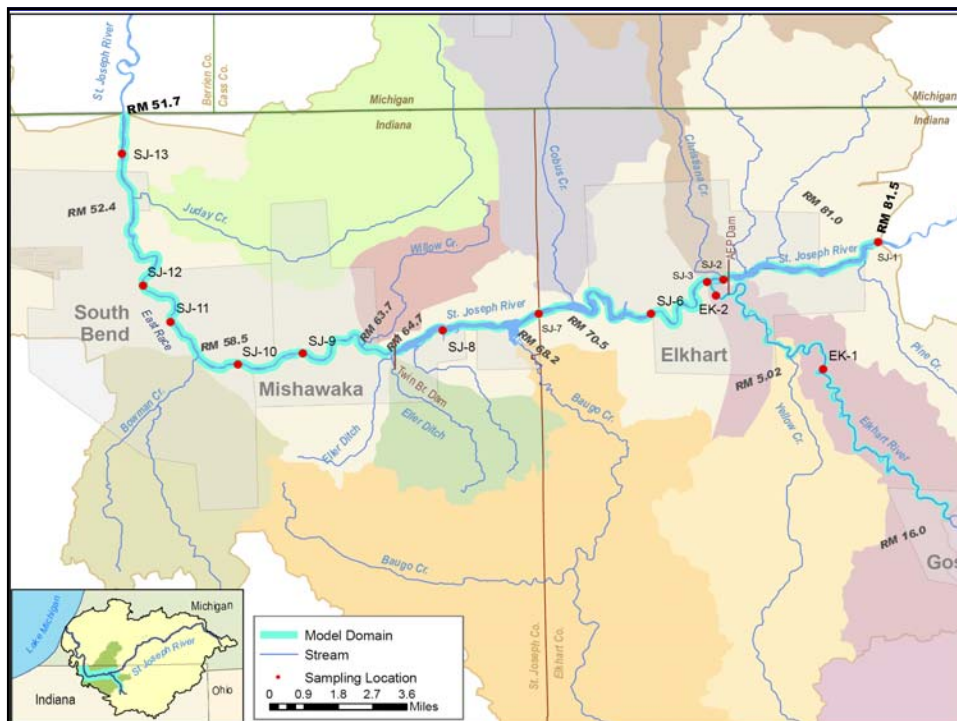 St. Joseph River
Berrien Co.
Cass Co.
RM 51.7
Michigan
Indiana
Michigan
Indiana
SJ-13
RM 52.4
Juday Cr.
Cobus Cr.
Christiana Cr.
RM 81.0
RM 81.5
AEP Dam
St. Joseph River
SJ-1
Willow Cr.
SJ-2
SJ-3
EK-2
SJ-12
SJ-11
South
Bend
East Race
RM 58.5
SJ-10
SJ-9
Mishawaka
RM 63.7
RM 64.7
St. Joseph River
SJ-8
SJ-7
RM 68.2
RM 70.5
SJ-6
Elkhart
EK-1
RM 5.02
Pine Cr.
Twin Br. Dam
Bowman Cr.
Eller Ditch
Eller Ditch
Baugo Cr.
Yellow Cr.
Elkhart River
RM 16.0
Gos
Baugo Cr.
St. Joseph Co.
Elkhart Co.
Lake Michigan
Michigan
St Joseph River
Indiana
Ohio
Model Domain
Stream
Sampling Location
0 0.9 1.8 2.7 3.6
Miles